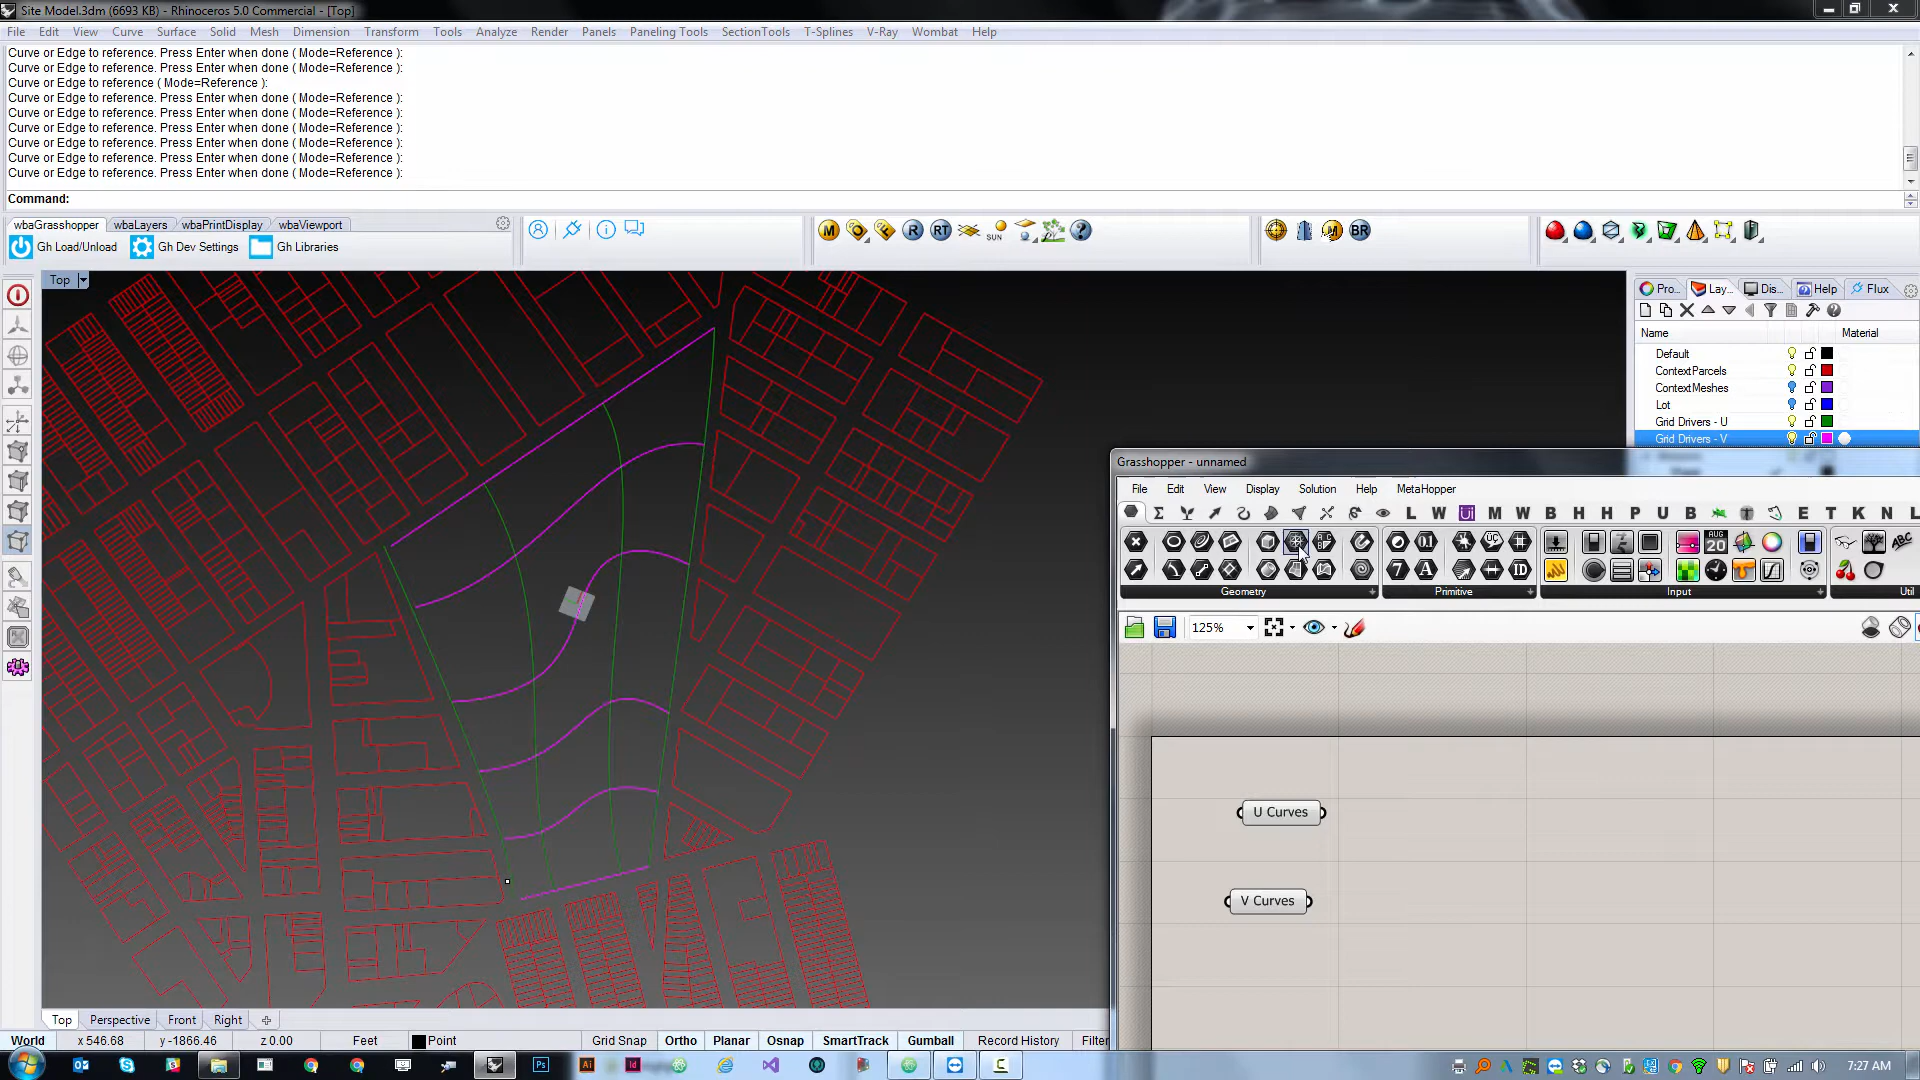 Site Model.3dm (6693 KB) - Rhinoceros 5.0 Commercial - [Top]
File Edit View Curve Surface Solid Mesh Dimension Transform Tools Analyze Render Panels Paneling Tools SectionTools T-Splines V-Ray Wombat Help
Curve or Edge to reference. Press Enter when done ( Mode=Reference ):
Curve or Edge to reference. Press Enter when done ( Mode=Reference ):
Curve or Edge to reference ( Mode=Reference ):
Curve or Edge to reference. Press Enter when done ( Mode=Reference ):
Curve or Edge to reference. Press Enter when done ( Mode=Reference ):
Curve or Edge to reference. Press Enter when done ( Mode=Reference ):
Curve or Edge to reference. Press Enter when done ( Mode=Reference ):
Curve or Edge to reference. Press Enter when done ( Mode=Reference ):
Curve or Edge to reference. Press Enter when done ( Mode=Reference ):
Command:
wbaGrasshopper wbaLayers wbaPrintDisplay wbaViewport
Gh Load/Unload Gh Dev Settings Gh Libraries
M R RT SUN M BR
Top
Pro... Lay... Dis... Help Flux
Name Material
Default
ContextParcels
ContextMeshes
Lot
Grid Drivers - U
Grid Drivers - V
Grasshopper - unnamed
File Edit View Display Solution Help MetaHopper
L W Ui M W B H H P U B E T K N L
Geometry Primitive Input Util
125%
U Curves
V Curves
Top Perspective Front Right
World x 546.68 y -1866.46 z 0.00 Feet Point Grid Snap Ortho Planar Osnap SmartTrack Gumball Record History Filter
7:27 AM